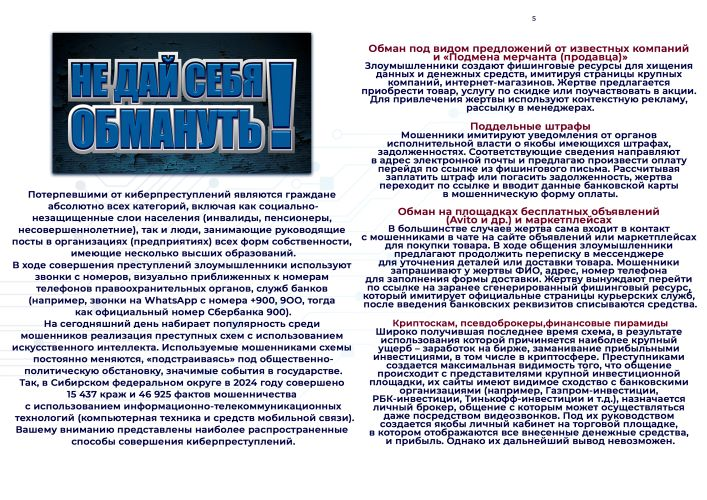 5
НЕ ДАЙ СЕБЯ
ОБМАНУТЬ!
Потерпевшими от киберпреступлений являются граждане
абсолютно всех категорий, включая как социально-
незащищенные слои населения (инвалиды, пенсионеры,
несовершеннолетние), так и люди, занимающие руководящие
посты в организациях (предприятиях) всех форм собственности,
имеющие несколько высших образований.
В ходе совершения преступлений злоумышленники используют
звонки с номеров, визуально приближенных к номерам
телефонов правоохранительных органов, служб банков
(например, звонки на WhatsApp с номера +900, 9ОО, тогда
как официальный номер Сбербанка 900).
На сегодняшний день набирает популярность среди
мошенников реализация преступных схем с использованием
искусственного интеллекта. Используемые мошенниками схемы
постоянно меняются, «подстраиваясь» под общественно-
политическую обстановку, значимые события в государстве.
Так, в Сибирском федеральном округе в 2024 году совершено
15 437 краж и 46 925 фактов мошенничества
с использованием информационно-телекоммуникационных
технологий (компьютерная техника и средств мобильной связи).
Вашему вниманию представлены наиболее распространенные
способы совершения киберпреступлений.
Обман под видом предложений от известных компаний
и «Подмена мерчанта (продавца)»
Злоумышленники создают фишинговые ресурсы для хищения
данных и денежных средств, имитируя страницы крупных
компаний, интернет-магазинов. Жертве предлагается
приобрести товар, услугу по скидке или поучаствовать в акции.
Для привлечения жертвы используют контекстную рекламу,
рассылку в менеджерах.
Поддельные штрафы
Мошенники имитируют уведомления от органов
исполнительной власти о якобы имеющихся штрафах,
задолженностях. Соответствующие сведения направляют
в адрес электронной почты и предлагаю произвести оплату
перейдя по ссылке из фишингового письма. Рассчитывая
заплатить штраф или погасить задолженность, жертва
переходит по ссылке и вводит данные банковской карты
в мошенническую форму оплаты.
Обман на площадках бесплатных объявлений
(Авито и др.) и маркетплейсах
В большинстве случаев жертва сама входит в контакт
с мошенниками в чате на сайте объявлений или маркетплейсах
для покупки товара. В ходе общения злоумышленники
предлагают продолжить переписку в мессенджере
для уточнения деталей или доставки товара. Мошенники
запрашивают у жертвы ФИО, адрес, номер телефона
для заполнения формы доставки. Жертву вынуждают перейти
по ссылке на заранее сгенерированный фишинговый ресурс,
который имитирует официальные страницы курьерских служб,
после введения банковских реквизитов списываются средства.
Криптоскам, псевдоброкеры,финансовые пирамиды
Широко получившая последнее время схема, в результате
использования которой причиняется наиболее крупный
ущерб – заработок на бирже, заманивание прибыльными
инвестициями, в том числе в криптосфере. Преступниками
создается максимальная видимость того, что общение
происходит с представителями крупной инвестиционной
площадки, их сайты имеют видимое сходство с банковскими
организациями (например, Газпром-инвестиции,
РБК-инвестиции, Тинькофф-инвестиции и т.д.), назначается
личный брокер, общение с которым может осуществляться
даже посредством видеозвонков. Под их руководством
создается якобы личный кабинет на торговой площадке,
в котором отображаются все внесенные денежные средства,
и прибыль. Однако их дальнейший вывод невозможен.